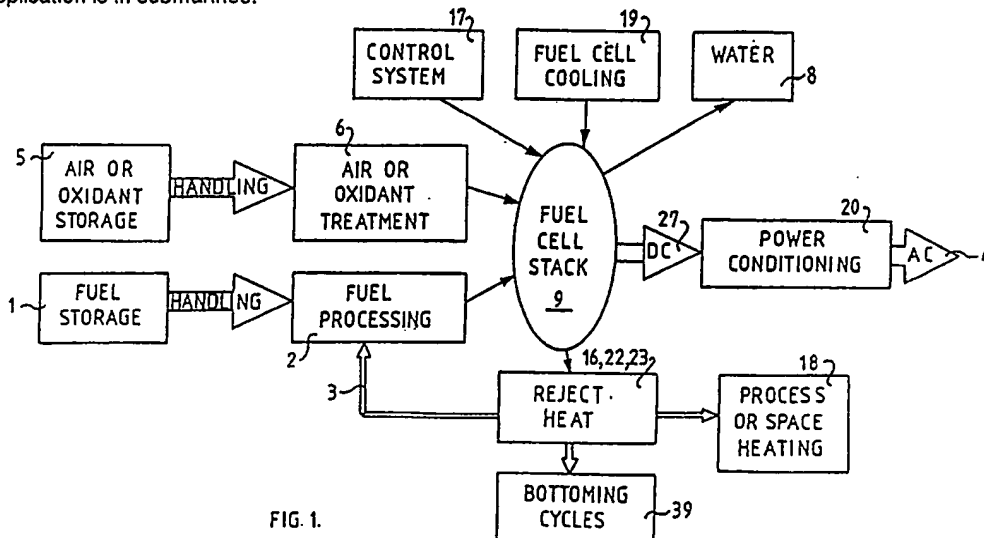 plication is in submarines.
17
CONTROL
SYSTEM
19
FUEL CELL
COOLING
WATER
8
5
AIR OR
OXIDANT
STORAGE
HANDLING
6
AIR OR
OXIDANT
TREATMENT
FUEL
CELL
STACK
9
27
DC
20
POWER
CONDITIONING
AC
1
FUEL
STORAGE
HANDLING
FUEL
PROCESSING
2
3
16,22,23
REJECT
HEAT
18
PROCESS
OR SPACE
HEATING
BOTTOMING
CYCLES
39
FIG. 1.